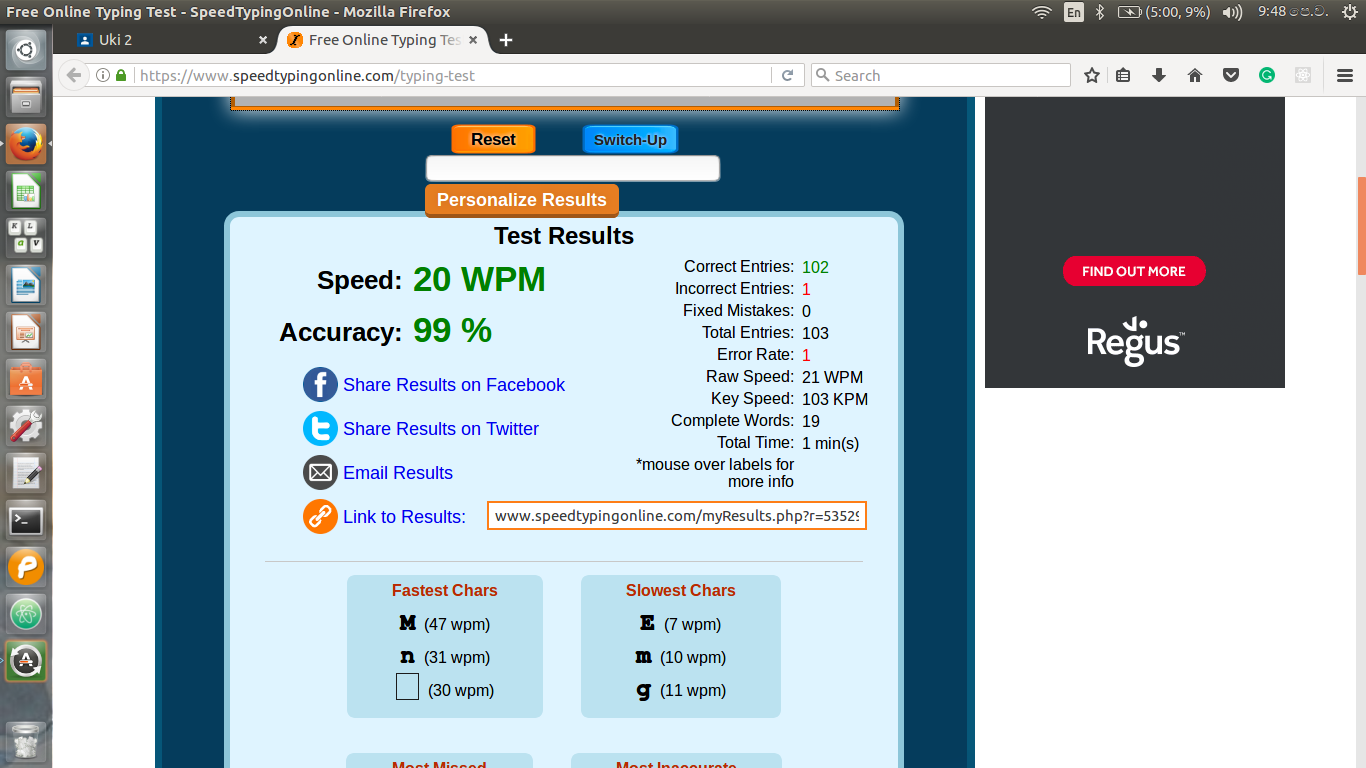 Free Online Typing Test - SpeedTypingOnline - Mozilla Firefox
En
(5:00, 9%)
9:48 පෙ.ව.
Uki 2
Free Online Typing Tes
https://www.speedtypingonline.com/typing-test
Search
Reset
Switch-Up
Personalize Results
Test Results
Speed: 20 WPM
Accuracy: 99 %
Share Results on Facebook
Share Results on Twitter
Email Results
Link to Results: www.speedtypingonline.com/myResults.php?r=53529
Correct Entries: 102
Incorrect Entries: 1
Fixed Mistakes: 0
Total Entries: 103
Error Rate: 1
Raw Speed: 21 WPM
Key Speed: 103 KPM
Complete Words: 19
Total Time: 1 min(s)
*mouse over labels for
more info
Fastest Chars
M (47 wpm)
n (31 wpm)
(30 wpm)
Slowest Chars
E (7 wpm)
m (10 wpm)
g (11 wpm)
Most Missed
Most Inaccurate
FIND OUT MORE
Regus™